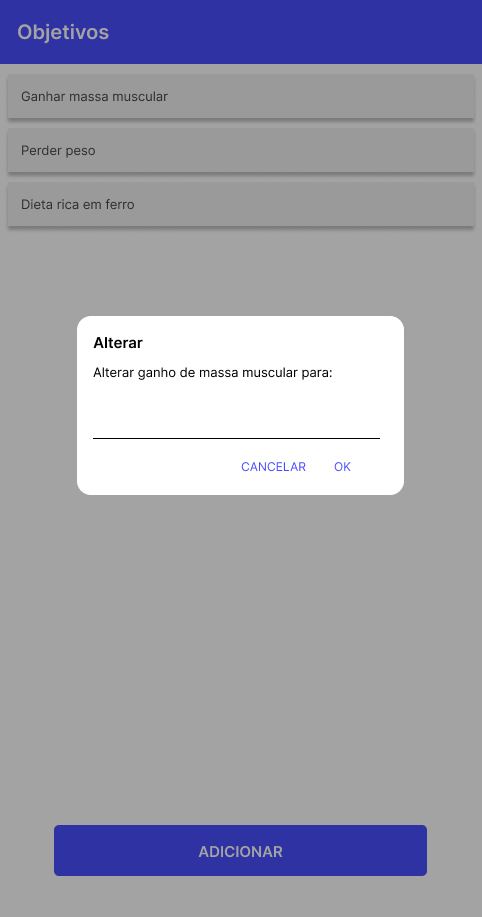 Objetivos
Ganhar massa muscular
Perder peso
Dieta rica em ferro
Alterar
Alterar ganho de massa muscular para:
CANCELAR OK
ADICIONAR